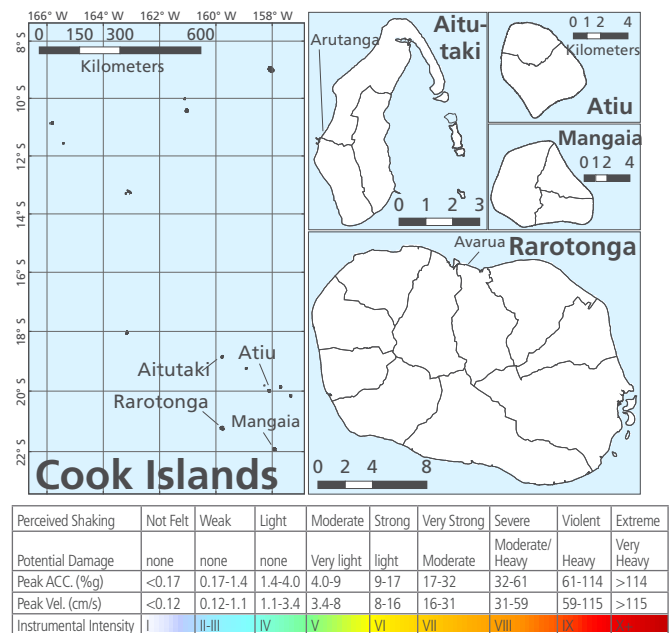 166° W 164° W 162° W 160° W 158° W
8° S
0 150 300 600
Kilometers
10° S
12° S
14° S
16° S
18° S
20° S
22° S
Aitutaki
Atiu
Rarotonga
Mangaia
Cook Islands
Aitu-
taki
Arutanga
0 1 2 3
0 1 2 4
Kilometers
Atiu
Mangaia
0 1 2 4
Avarua
Rarotonga
0 2 4 8
Perceived Shaking Not Felt Weak Light Moderate Strong Very Strong Severe Violent Extreme
Potential Damage none none none Very light light Moderate Moderate/ Heavy Heavy Very Heavy
Peak ACC. (%g) <0.17 0.17-1.4 1.4-4.0 4.0-9 9-17 17-32 32-61 61-114 >114
Peak Vel. (cm/s) <0.12 0.12-1.1 1.1-3.4 3.4-8 8-16 16-31 31-59 59-115 >115
Instrumental Intensity I II-III IV V VI VII VIII IX X+